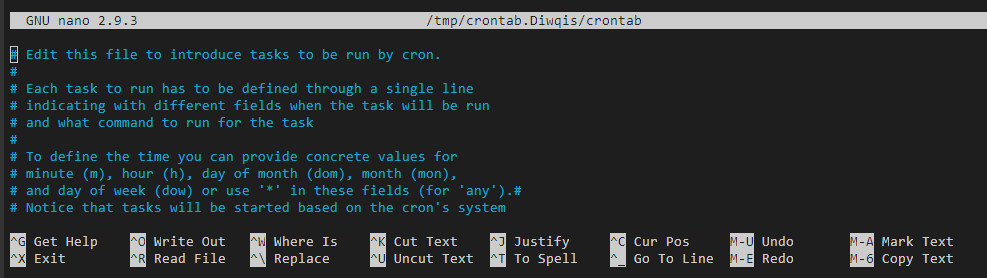 GNU nano 2.9.3 /tmp/crontab.Diwqis/crontab
# Edit this file to introduce tasks to be run by cron.
#
# Each task to run has to be defined through a single line
# indicating with different fields when the task will be run
# and what command to run for the task
#
# To define the time you can provide concrete values for
# minute (m), hour (h), day of month (dom), month (mon),
# and day of week (dow) or use '*' in these fields (for 'any').#
# Notice that tasks will be started based on the cron's system
^G Get Help ^O Write Out ^W Where Is ^K Cut Text ^J Justify ^C Cur Pos M-U Undo M-A Mark Text
^X Exit ^R Read File ^\ Replace ^U Uncut Text ^T To Spell ^_ Go To Line M-E Redo M-6 Copy Text